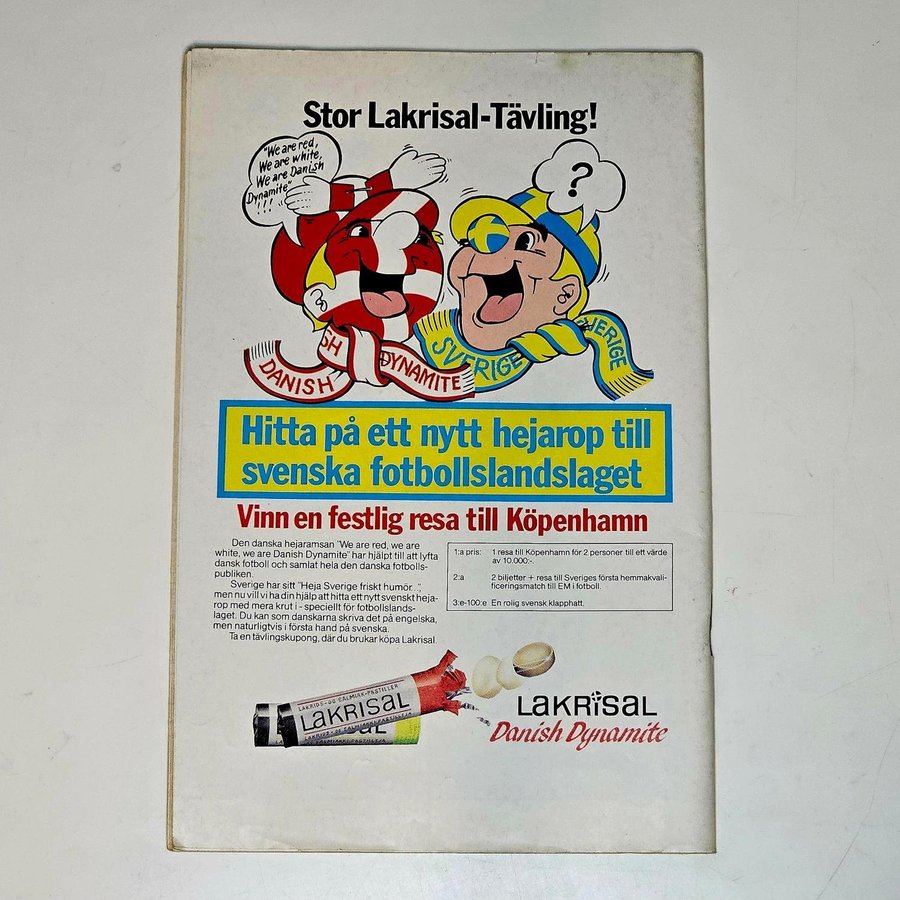 Stor Lakrisal-Tävling!
"We are red,
We are white,
We are Danish
Dynamite"
!!!
?
DANISH
SH
DYNAMITE
SVERIGE
SVERIGE
Hitta på ett nytt hejarop till
svenska fotbollslandslaget
Vinn en festlig resa till Köpenhamn
Den danska hejaramsan "We are red, we are
white, we are Danish Dynamite" har hjälpt till att lyfta
dansk fotboll och samlat hela den danska fotbolls-
publiken.
Sverige har sitt "Heja Sverige friskt humör...",
men nu vill vi ha din hjälp att hitta ett nytt svenskt heja-
rop med mera krut i - speciellt för fotbollslands-
laget. Du kan som danskarna skriva det på engelska,
men naturligtvis i första hand på svenska.
Ta en tävlingskupong, där du brukar köpa Lakrisal.
1:a pris: 1 resa till Köpenhamn för 2 personer till ett värde
av 10.000:-.
2:a 2 biljetter + resa till Sveriges första hemmakvali-
ficeringsmatch till EM i fotboll.
3:e-100:e En rolig svensk klapphatt.
LAKRIDS- OG SALMIAK-PASTILLER
LAKRISAL
LAKRISAL
Danish Dynamite